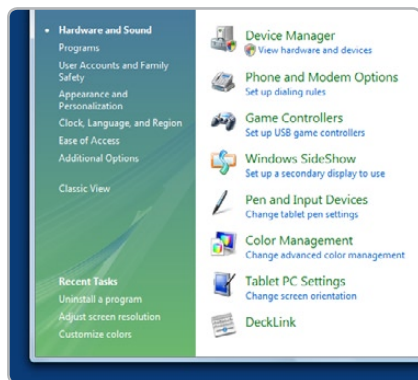 Hardware and Sound
Programs
User Accounts and Family
Safety
Appearance and
Personalization
Clock, Language, and Region
Ease of Access
Additional Options
Classic View
Recent Tasks
Uninstall a program
Adjust screen resolution
Customize colors
Device Manager
View hardware and devices
Phone and Modem Options
Set up dialing rules
Game Controllers
Set up USB game controllers
Windows SideShow
Set up a secondary display to use
Pen and Input Devices
Change tablet pen settings
Color Management
Change advanced color management
Tablet PC Settings
Change screen orientation
DeckLink